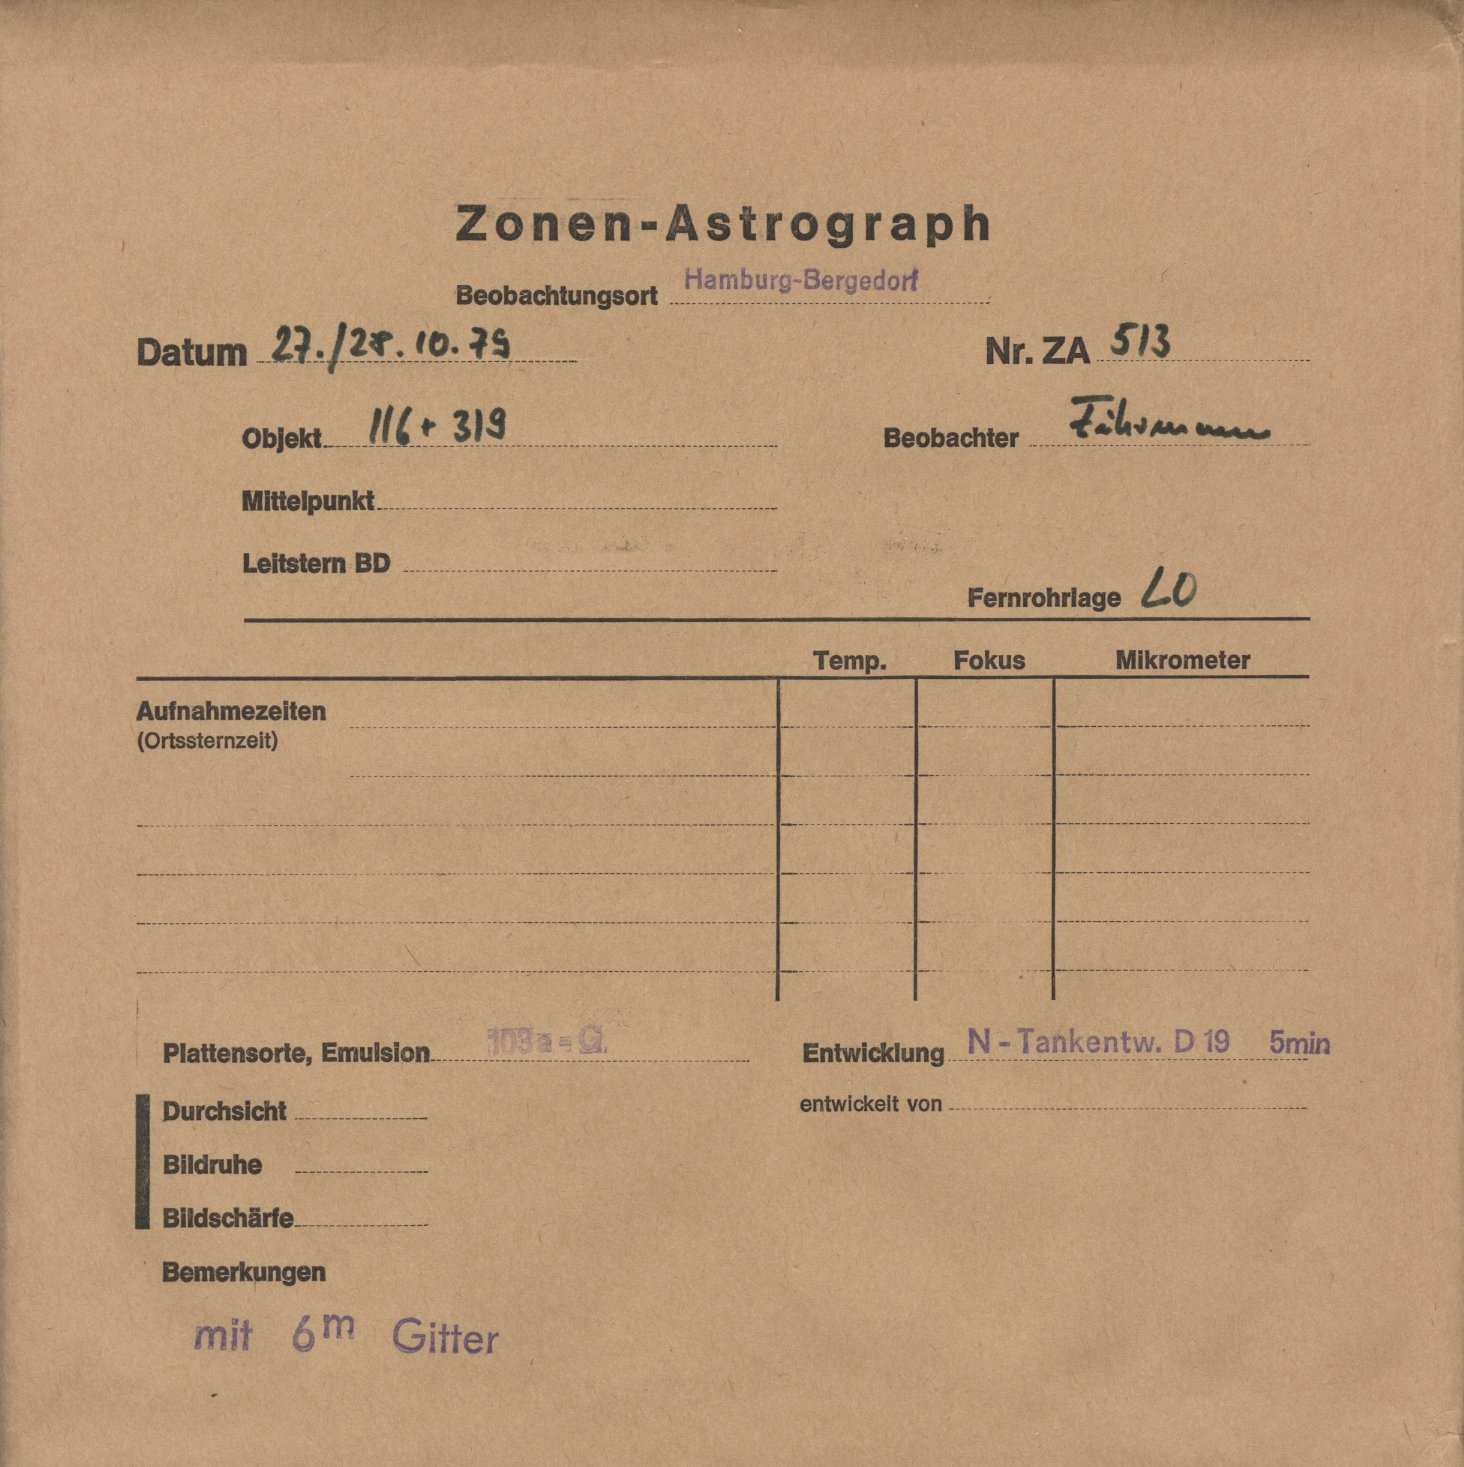 Zonen-Astrograph
Beobachtungsort Hamburg-Bergedorf
Datum 27./28.10.79 Nr. ZA 513
Objekt 116+319 Beobachter
Mittelpunkt
Leitstern BD
Fernrohrlage LO
Temp. Fokus Mikrometer
Aufnahmezeiten
(Ortssternzeit)
Plattensorte, Emulsion 103a-G Entwicklung N-Tankentw. D 19 5min
Durchsicht entwickelt von
Bildruhe
Bildschärfe
Bemerkungen
mit 6m Gitter